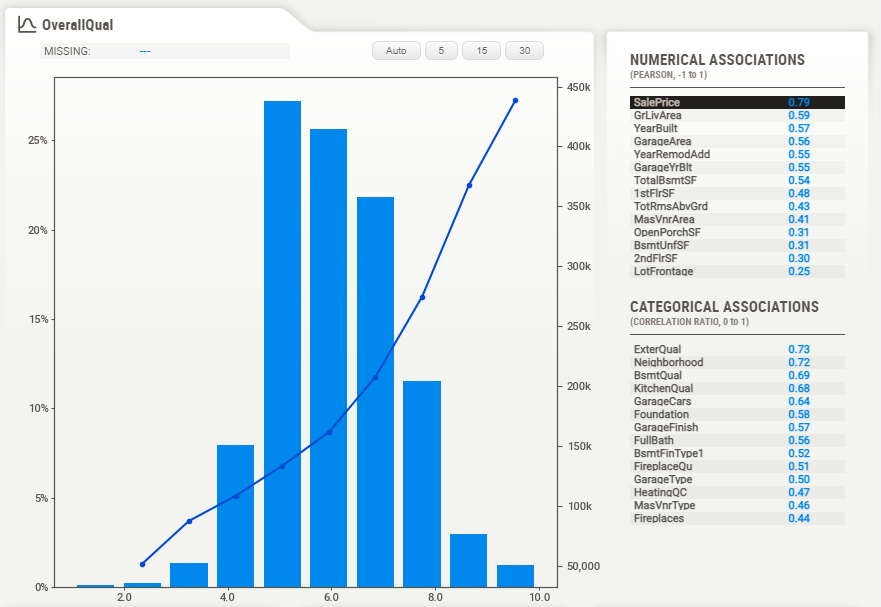 OverallQual
MISSING: ---
Auto 5 15 30
25%
20%
15%
10%
5%
0%
2.0 4.0 6.0 8.0 10.0
450k
400k
350k
300k
250k
200k
150k
100k
50,000
NUMERICAL ASSOCIATIONS
(PEARSON, -1 to 1)
SalePrice 0.79
GrLivArea 0.59
YearBuilt 0.57
GarageArea 0.56
YearRemodAdd 0.55
GarageYrBlt 0.55
TotalBsmtSF 0.54
1stFlrSF 0.48
TotRmsAbvGrd 0.43
MasVnrArea 0.41
OpenPorchSF 0.31
BsmtUnfSF 0.31
2ndFlrSF 0.30
LotFrontage 0.25
CATEGORICAL ASSOCIATIONS
(CORRELATION RATIO, 0 to 1)
ExterQual 0.73
Neighborhood 0.72
BsmtQual 0.69
KitchenQual 0.68
GarageCars 0.64
Foundation 0.58
GarageFinish 0.57
FullBath 0.56
BsmtFinType1 0.52
FireplaceQu 0.51
GarageType 0.50
HeatingQC 0.47
MasVnrType 0.46
Fireplaces 0.44